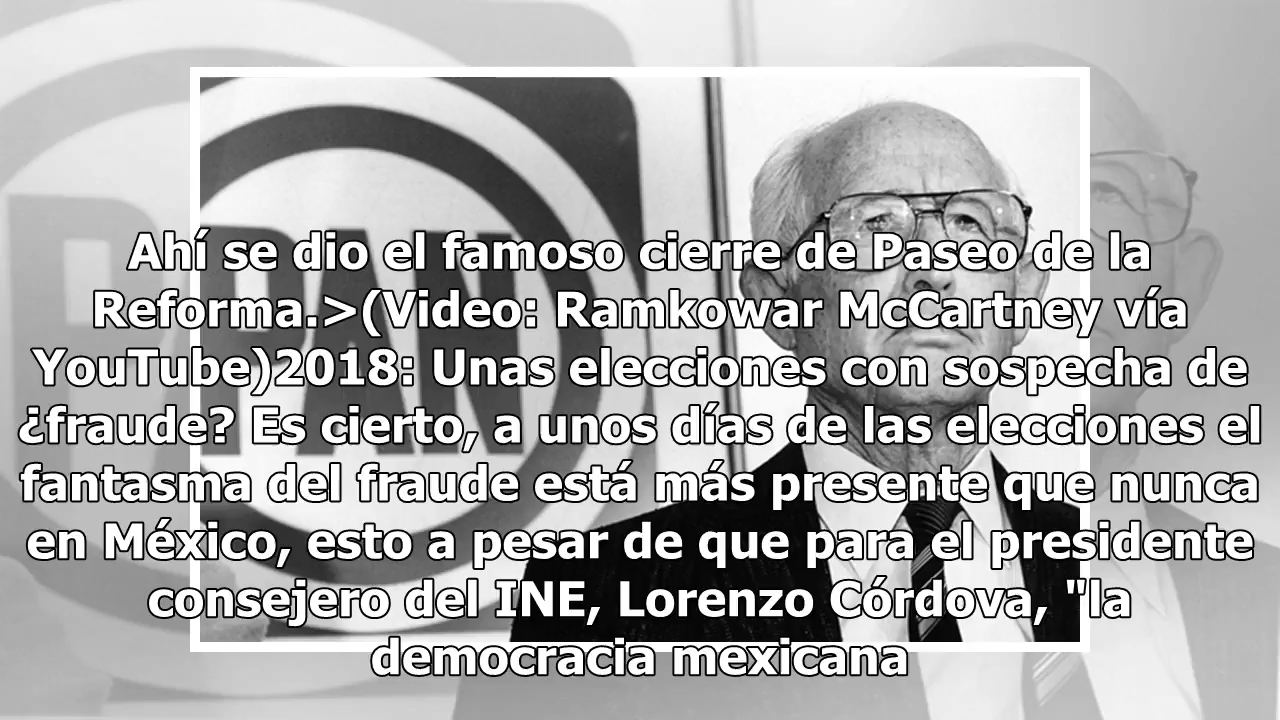 PAN
Ahí se dio el famoso cierre de Paseo de la
Reforma.>(Video: Ramkowar McCartney vía
YouTube)2018: Unas elecciones con sospecha de
¿fraude? Es cierto, a unos días de las elecciones el
fantasma del fraude está más presente que nunca
en México, esto a pesar de que para el presidente
consejero del INE, Lorenzo Córdova, "la
democracia mexicana